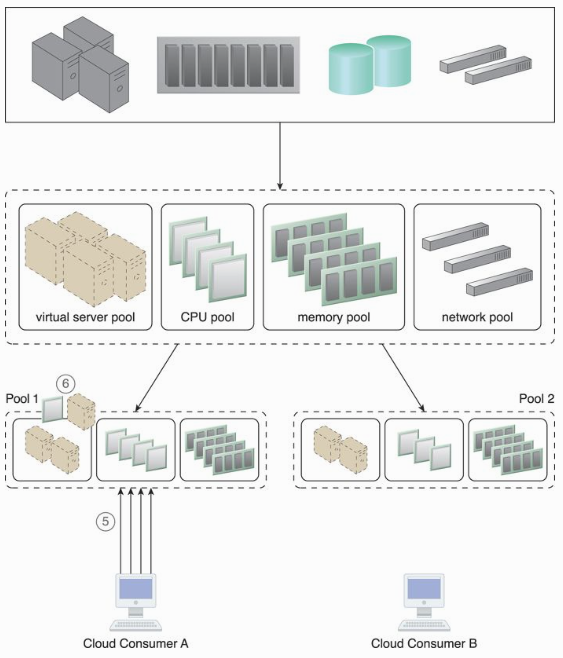 virtual server pool
CPU pool
memory pool
network pool
Pool 1
6
Pool 2
5
Cloud Consumer A
Cloud Consumer B